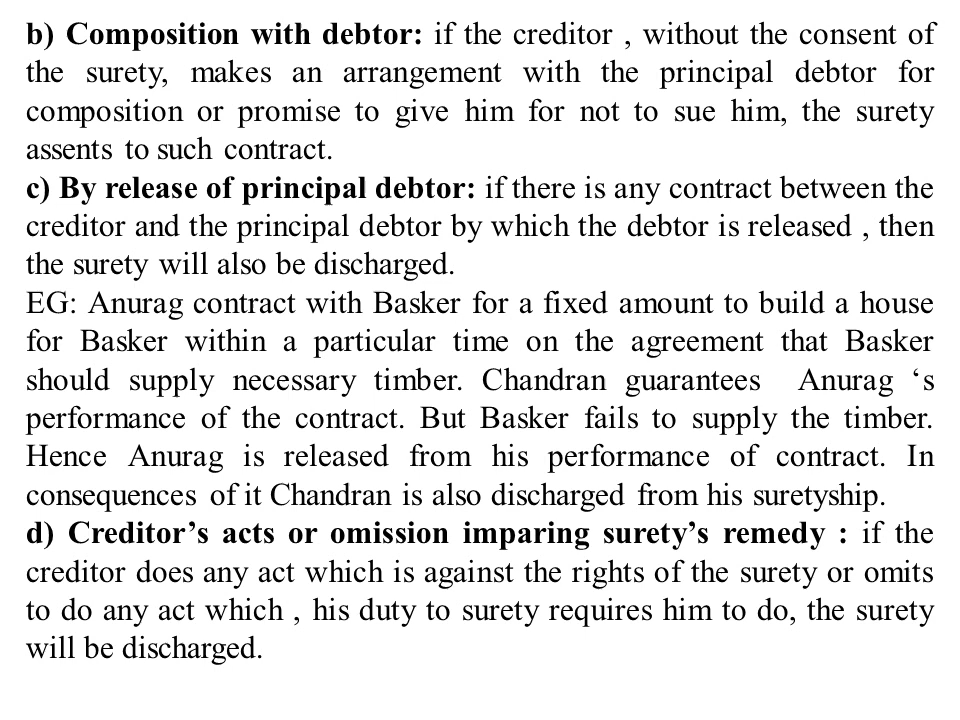 b) Composition with debtor: if the creditor , without the consent of
the surety, makes an arrangement with the principal debtor for
composition or promise to give him for not to sue him, the surety
assents to such contract.
c) By release of principal debtor: if there is any contract between the
creditor and the principal debtor by which the debtor is released , then
the surety will also be discharged.
EG: Anurag contract with Basker for a fixed amount to build a house
for Basker within a particular time on the agreement that Basker
should supply necessary timber. Chandran guarantees Anurag ‘s
performance of the contract. But Basker fails to supply the timber.
Hence Anurag is released from his performance of contract. In
consequences of it Chandran is also discharged from his suretyship.
d) Creditor’s acts or omission imparing surety’s remedy : if the
creditor does any act which is against the rights of the surety or omits
to do any act which , his duty to surety requires him to do, the surety
will be discharged.